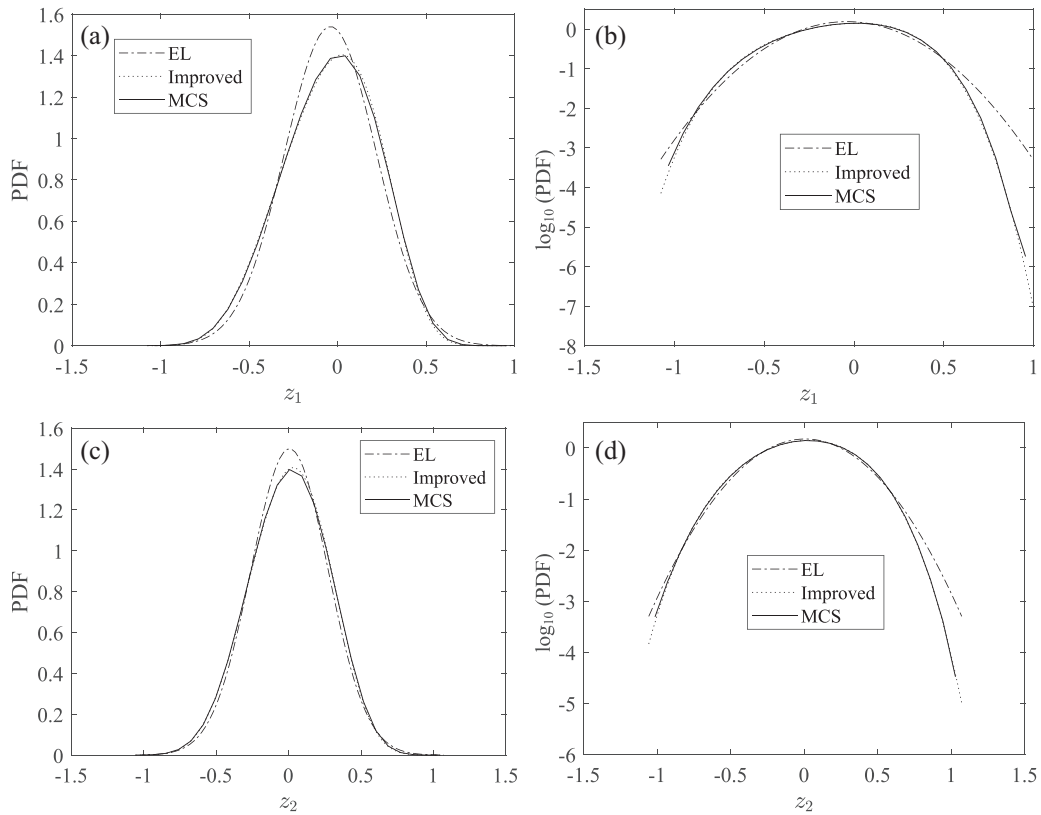 (a)
EL
Improved
MCS
PDF
1.6
1.4
1.2
1
0.8
0.6
0.4
0.2
0
-1.5 -1 -0.5 0 0.5 1
z1
(b)
EL
Improved
MCS
log10 (PDF)
0
-1
-2
-3
-4
-5
-6
-7
-8
-1.5 -1 -0.5 0 0.5 1
z1
(c)
EL
Improved
MCS
PDF
1.6
1.4
1.2
1
0.8
0.6
0.4
0.2
0
-1.5 -1 -0.5 0 0.5 1 1.5
z2
(d)
EL
Improved
MCS
log10 (PDF)
0
-1
-2
-3
-4
-5
-6
-1.5 -1 -0.5 0 0.5 1 1.5
z2